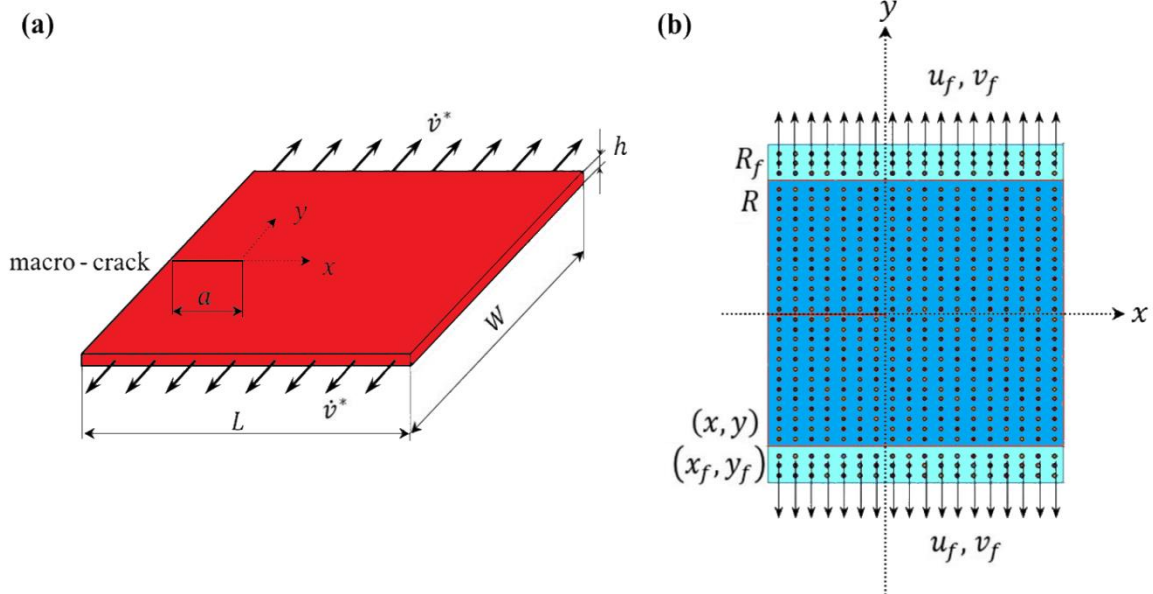 (a)
v̇*
h
y
macro - crack
x
a
W
v̇*
L
(b)
y
u_f, v_f
R_f
R
x
(x, y)
(x_f, y_f)
u_f, v_f